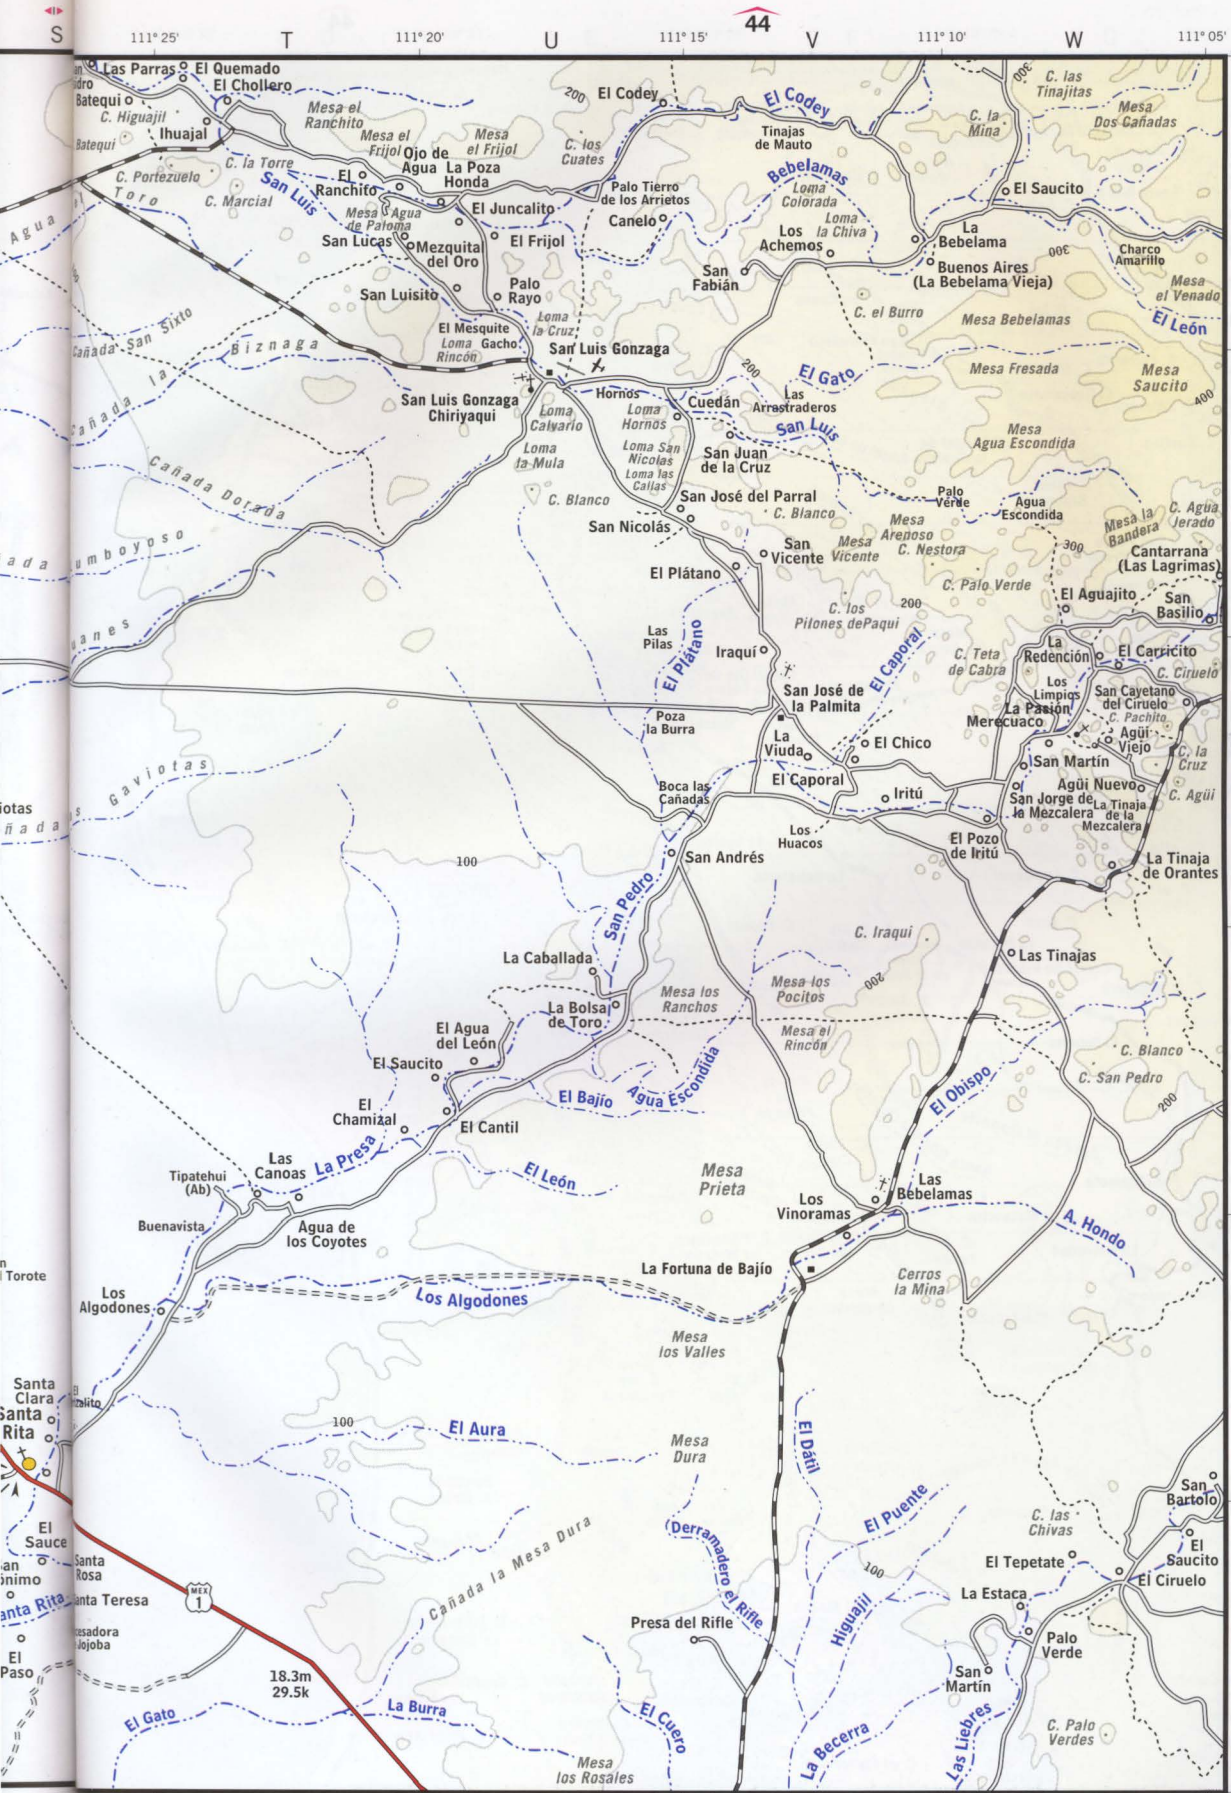 44
S
111° 25'
T
111° 20'
U
111° 15'
V
111° 10'
W
111° 05'
Las Parras
El Quemado
El Chollero
Batequi
C. Higuajil
Ihuajal
Batequi
Mesa el
Ranchito
Mesa el
Frijol
Mesa
el Frijol
C. los
Cuates
200
El Codey
El Codey
Tinajas
de Mauto
C. la
Mina
300
C. las
Tinajitas
Mesa
Dos Cañadas
C. Portezuelo
Toro
C. la Torre
C. Marcial
San Luis
El
Ranchito
Ojo de
Agua
La Poza
Honda
Mesa Agua
de Paloma
El Juncalito
San Lucas
Mezquital
del Oro
El Frijol
Palo Tierro
de los Arrietos
Canelo
Bebelamas
Loma
Colorada
Loma
la Chiva
Los
Achemos
El Saucito
La
Bebelama
300
Charco
Amarillo
Buenos Aires
(La Bebelama Vieja)
Mesa
el Venado
El León
San
Fabián
C. el Burro
Mesa Bebelamas
Agua
San Luisito
Palo
Rayo
El Mesquite
Gacho
Loma
Rincón
Loma
la Cruz
San Luis Gonzaga
Cañada San Sixto
Biznaga
Cañada la
200
El Gato
Mesa Fresada
Mesa
Saucito
400
San Luis Gonzaga
Chiriyaqui
Hornos
Loma
Calvario
Loma
Hornos
Cuedán
Las
Arrastraderos
San Luis
Mesa
Agua Escondida
Loma
la Mula
Loma San
Nicolas
Loma las
Callas
San Juan
de la Cruz
Cañada Dorada
C. Blanco
San José del Parral
C. Blanco
Palo
Verde
Agua
Escondida
Mesa la
Bandera
C. Agua
Jerado
San Nicolás
Mesa
Vicente
Mesa
Arenoso
C. Nestora
300
Cantarrana
(Las Lagrimas)
San
Vicente
El Plátano
C. Palo Verde
El Aguajito
San
Basilio
C. los
Pilones dePaqui
200
Las
Pilas
El Plátano
Iraquí
El Caporal
C. Teta
de Cabra
La
Redención
El Carricito
C. Ciruelo
San José de
la Palmita
Los
Limpios
La Pasión
Merecuaco
San Cayetano
del Ciruelo
C. Pachito
Agüi
Viejo
Poza
la Burra
La
Viuda
El Chico
San Martín
C. la
Cruz
El Caporal
Iritú
Agüi Nuevo
C. Agüi
San Jorge de
la Mezcalera
La Tinaja
de la
Mezcalera
Gaviotas
Boca las
Cañadas
Los
Huacos
El Pozo
de Iritú
La Tinaja
de Orantes
100
San Andrés
San Pedro
C. Iraqui
200
Las Tinajas
La Caballada
Mesa los
Ranchos
Mesa los
Pocitos
La Bolsa
de Toro
Mesa el
Rincón
El Agua
del León
El Saucito
C. Blanco
C. San Pedro
200
El Bajío
Agua Escondida
El Obispo
El
Chamizal
El Cantil
La Presa
Las
Canoas
Tipatehui
(Ab)
El León
Mesa
Prieta
Las
Bebelamas
Los
Vinoramas
A. Hondo
Buenavista
Agua de
los Coyotes
La Fortuna de Bajío
Cerros
la Mina
Torote
Los
Algodones
Los Algodones
Mesa
los Valles
Santa
Clara
Santa
Rita
100
El Aura
Mesa
Dura
El Dátil
San
Bartolo
C. las
Chivas
El Puente
El
Sauce
(Derramadero el Rifle
El Tepetate
El
Saucito
Santa
Rosa
El Ciruelo
MEX
1
Cañada la Mesa Dura
100
La Estaca
Santa Teresa
Santa Rita
Higuajil
Presa del Rifle
Palo
Verde
Jojoba
El
Paso
18.3m
29.5k
San
Martín
El Gato
La Burra
El Cuero
La Becerra
Las Liebres
C. Palo
Verdes
Mesa
los Rosales